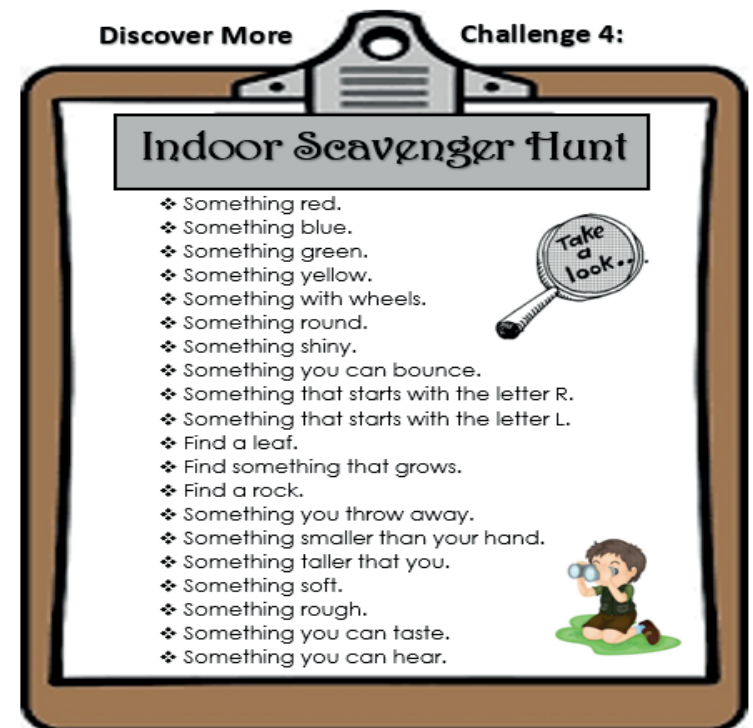 Discover More Challenge 4:
Indoor Scavenger Hunt
❖ Something red.
❖ Something blue.
❖ Something green.
❖ Something yellow.
❖ Something with wheels.
❖ Something round.
❖ Something shiny.
❖ Something you can bounce.
❖ Something that starts with the letter R.
❖ Something that starts with the letter L.
❖ Find a leaf.
❖ Find something that grows.
❖ Find a rock.
❖ Something you throw away.
❖ Something smaller than your hand.
❖ Something taller that you.
❖ Something soft.
❖ Something rough.
❖ Something you can taste.
❖ Something you can hear.
Take
a
look...